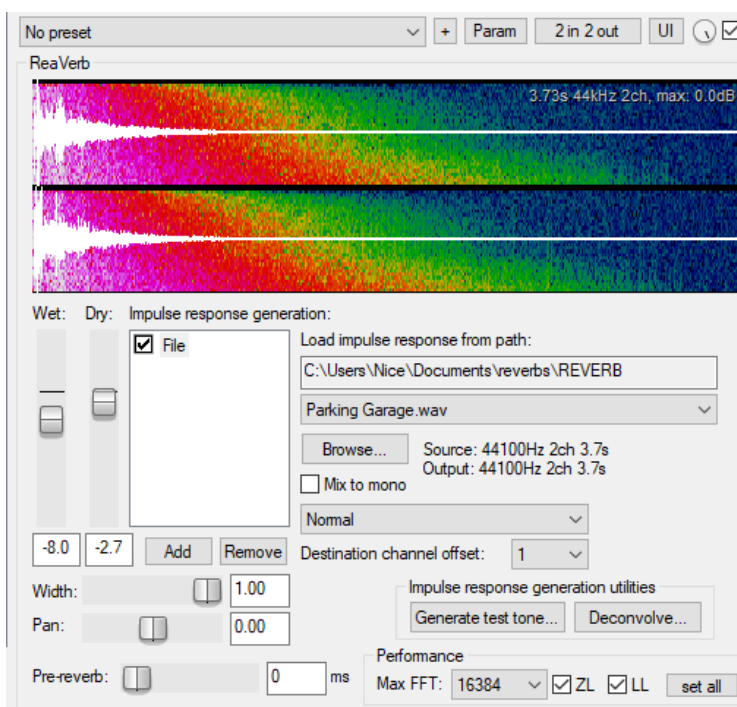 No preset + Param 2 in 2 out UI
ReaVerb
3.73s 44kHz 2ch, max: 0.0dB
Wet: Dry: Impulse response generation:
File
Load impulse response from path:
C:\Users\Nice\Documents\reverbs\REVERB
Parking Garage.wav
Browse... Source: 44100Hz 2ch 3.7s
Output: 44100Hz 2ch 3.7s
Mix to mono
Normal
-8.0 -2.7 Add Remove Destination channel offset: 1
Width: 1.00 Impulse response generation utilities
Pan: 0.00 Generate test tone... Deconvolve...
Performance
Pre-reverb: 0 ms Max FFT: 16384 ZL LL set all